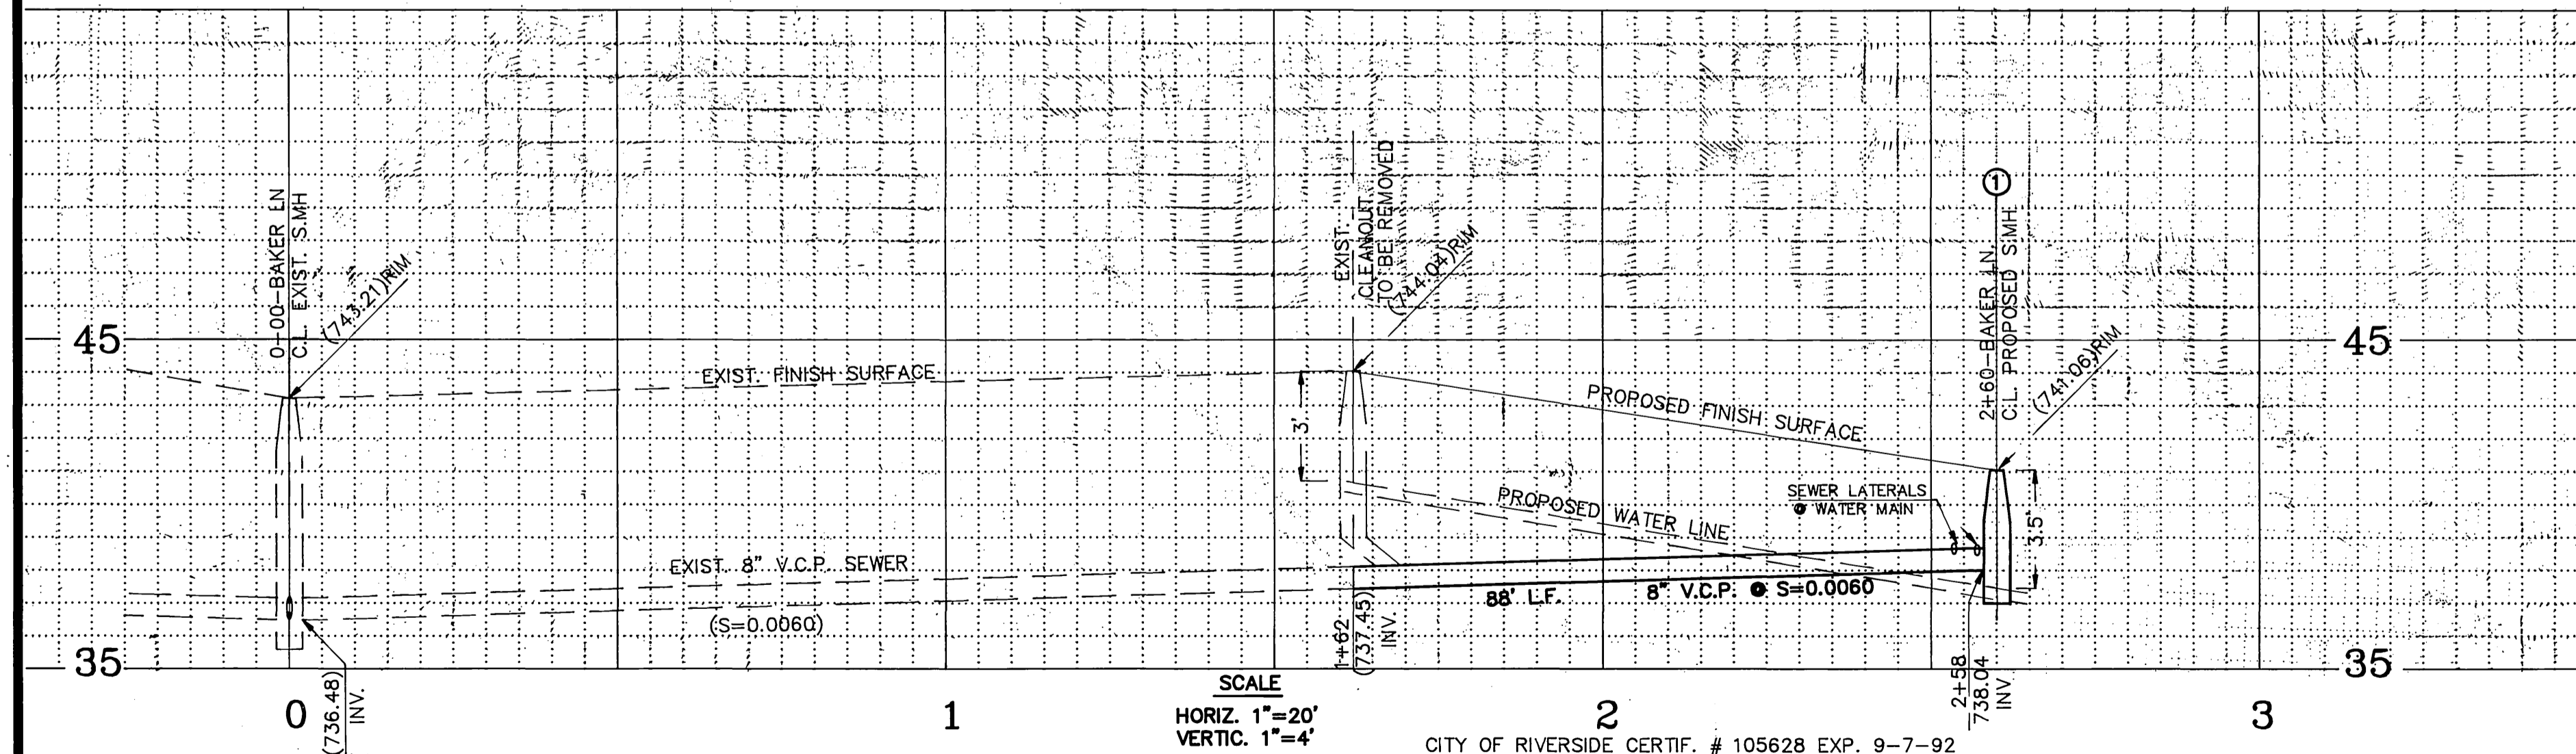 0-00-BAKER LN
C.L. EXIST S.MH
(743.21)RIM
EXIST.
CLEANOUT
TO BE REMOVED
(744.04)RIM
1
2+60-BAKER LN.
C.L. PROPOSED S.MH
(741.06)RIM
45
45
EXIST. FINISH SURFACE
PROPOSED FINISH SURFACE
3'
PROPOSED WATER LINE
SEWER LATERALS
@ WATER MAIN
3.5'
EXIST. 8" V.C.P. SEWER
(S=0.0060)
88' L.F.
8" V.C.P. @ S=0.0060
35
35
(736.48)
INV.
1+62
(737.45)
INV.
2+58
738.04
INV
0
1
2
3
SCALE
HORIZ. 1"=20'
VERTIC. 1"=4'
CITY OF RIVERSIDE CERTIF. # 105628 EXP. 9-7-92